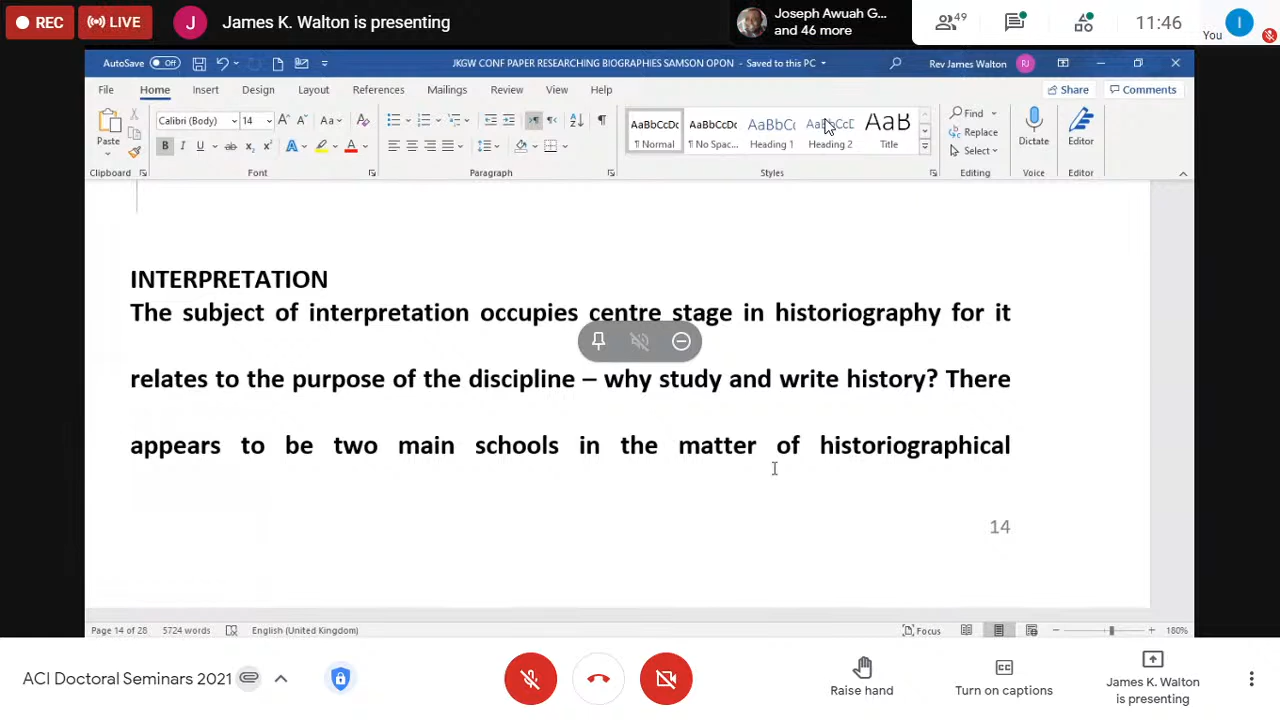 REC
LIVE
J
James K. Walton is presenting
Joseph Awuah G...
and 46 more
49
11:46
You
I
AutoSave
Off
JKGW CONF PAPER RESEARCHING BIOGRAPHIES SAMSON OPON - Saved to this PC
Rev James Walton
RJ
File
Home
Insert
Design
Layout
References
Mailings
Review
View
Help
Share
Comments
Paste
Calibri (Body)
14
Aa
B I U ab x₂ x²
AaBbCcDc
AaBbCcDc
AaBbCc
AaBbCcD
AaB
¶ Normal
¶ No Spac...
Heading 1
Heading 2
Title
Find
Replace
Select
Dictate
Editor
Clipboard
Font
Paragraph
Styles
Editing
Voice
Editor
INTERPRETATION
The subject of interpretation occupies centre stage in historiography for it
relates to the purpose of the discipline – why study and write history? There
appears to be two main schools in the matter of historiographical
14
Page 14 of 28
5724 words
English (United Kingdom)
Focus
180%
ACI Doctoral Seminars 2021
Raise hand
CC
Turn on captions
James K. Walton
is presenting